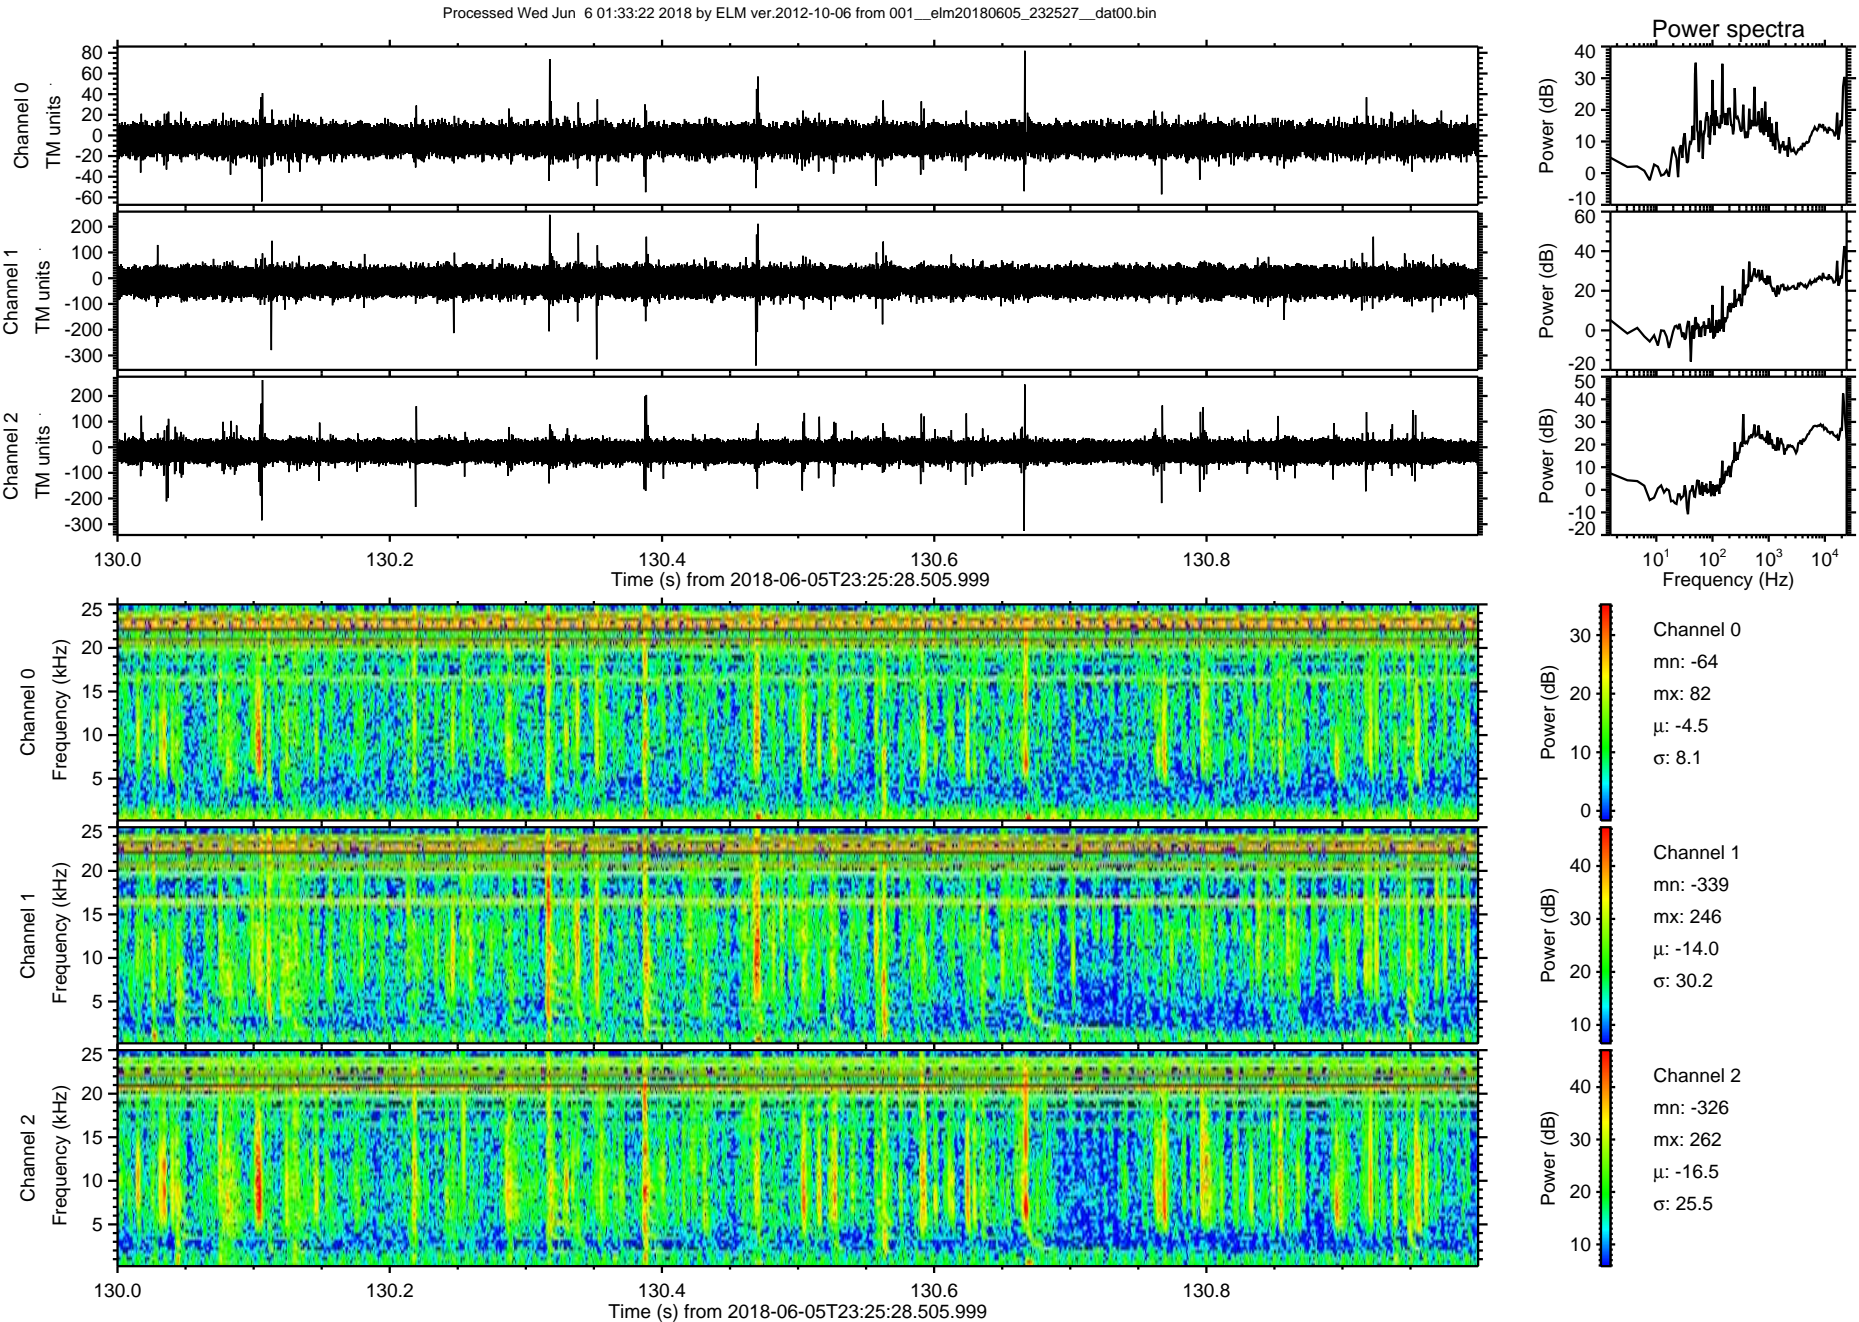 Processed Wed Jun  6 01:33:22 2018 by ELM ver.2012-10-06 from 001__elm20180605_232527__dat00.bin
Power spectra
Channel 0
TM units
80
60
40
20
0
-20
-40
-60
Power (dB)
40
30
20
10
0
-10
Channel 1
TM units
200
100
0
-100
-200
-300
Power (dB)
60
40
20
0
-20
Channel 2
TM units
200
100
0
-100
-200
-300
Power (dB)
50
40
30
20
10
0
-10
-20
130.0 130.2 130.4 130.6 130.8
Time (s) from 2018-06-05T23:25:28.505.999
10^1 10^2 10^3 10^4
Frequency (Hz)
Channel 0
Frequency (kHz)
25
20
15
10
5
Power (dB)
30
20
10
0
Channel 0
mn: -64
mx: 82
μ: -4.5
σ: 8.1
Channel 1
Frequency (kHz)
25
20
15
10
5
Power (dB)
40
30
20
10
Channel 1
mn: -339
mx: 246
μ: -14.0
σ: 30.2
Channel 2
Frequency (kHz)
25
20
15
10
5
Power (dB)
40
30
20
10
Channel 2
mn: -326
mx: 262
μ: -16.5
σ: 25.5
130.0 130.2 130.4 130.6 130.8
Time (s) from 2018-06-05T23:25:28.505.999